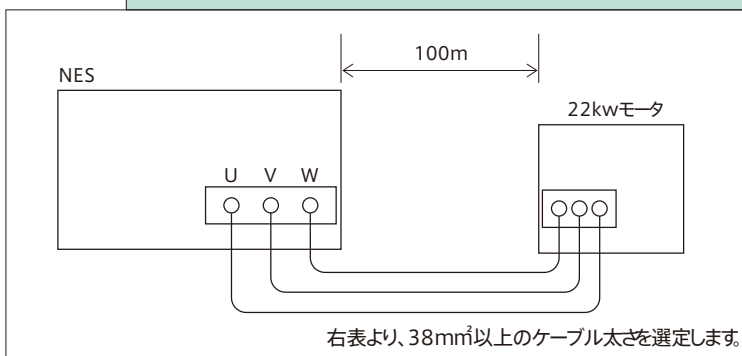 100m
NES
22kwモータ
U V W
右表より、38mm²以上のケーブル太さを選定します。